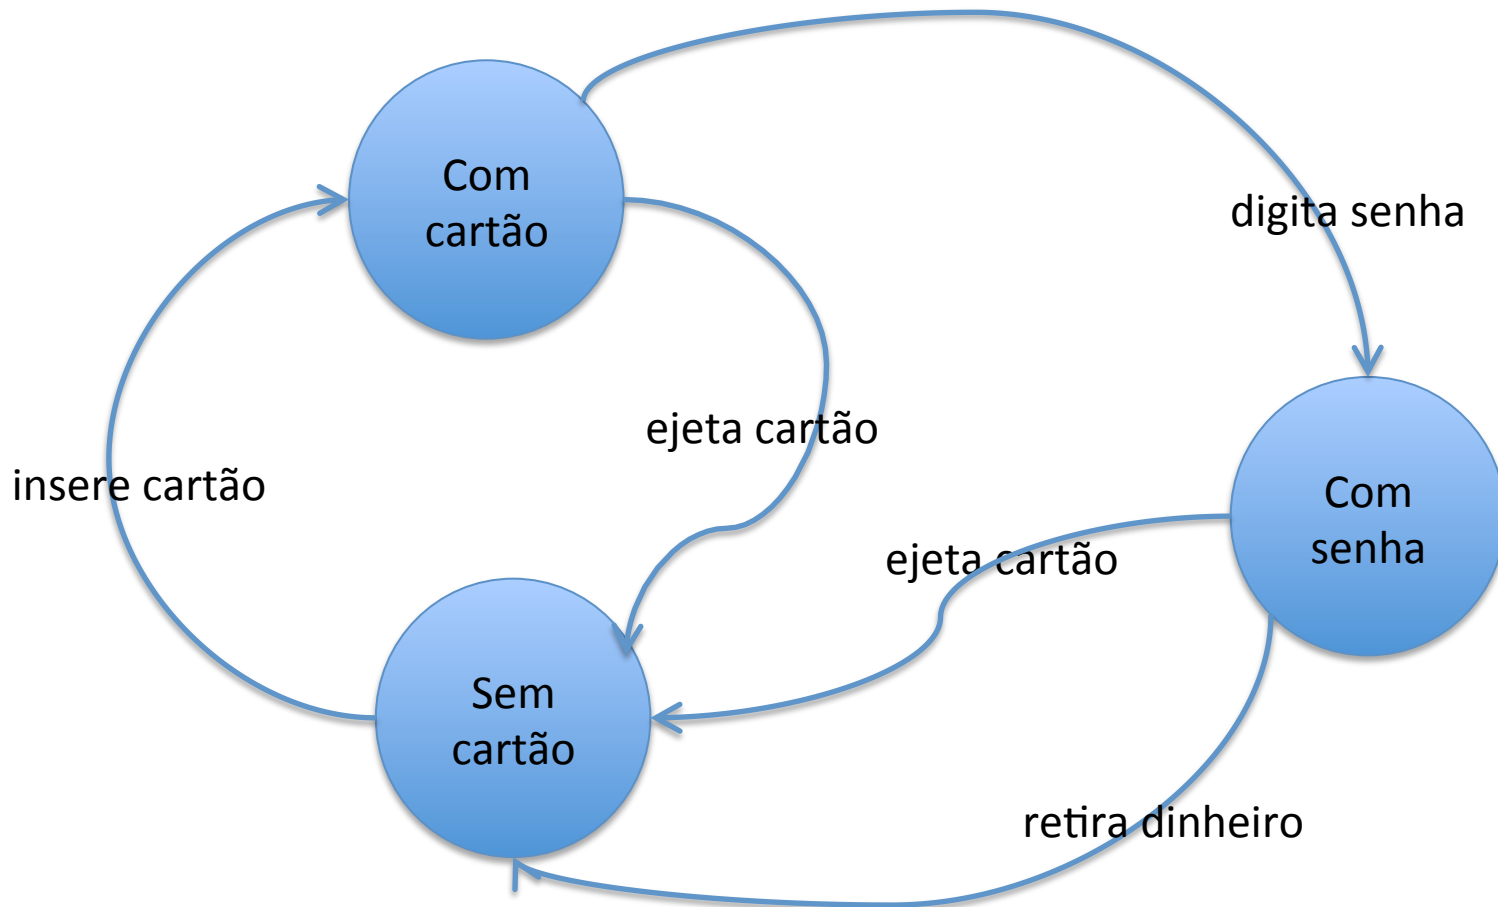 Com
cartão
digita senha
ejeta cartão
insere cartão
Com
senha
ejeta cartão
Sem
cartão
retira dinheiro